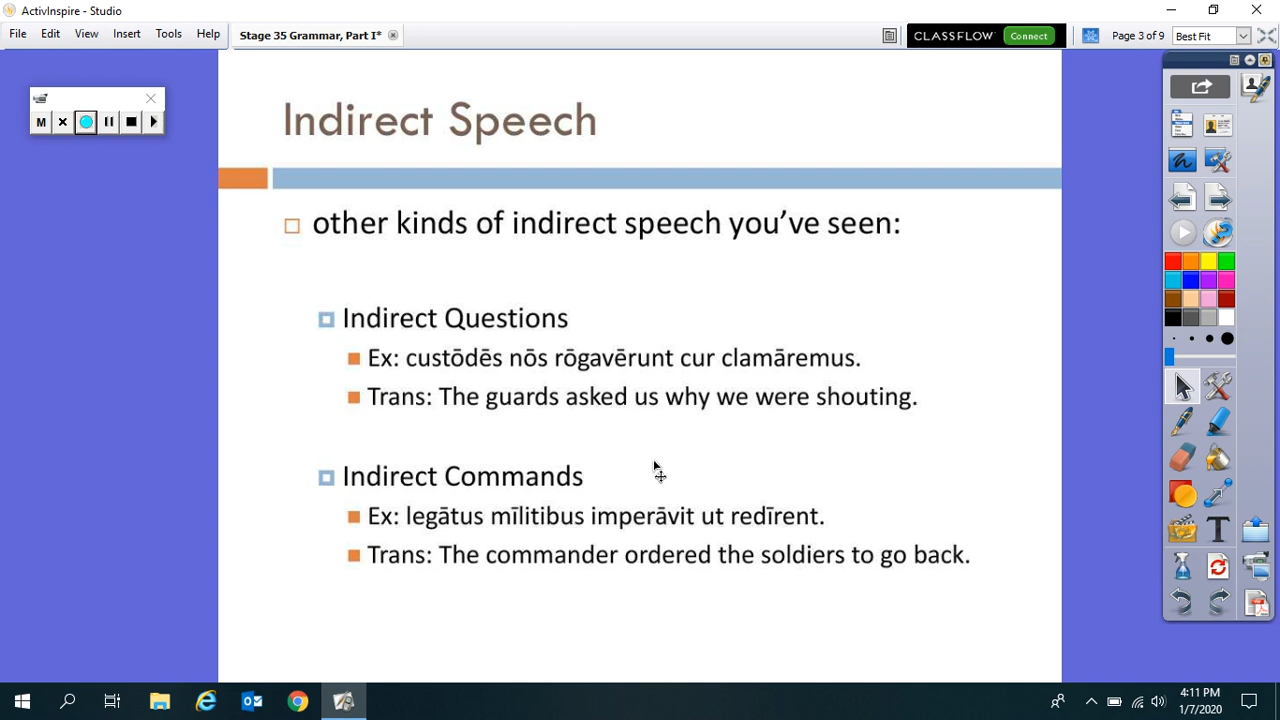 ActivInspire - Studio
File Edit View Insert Tools Help
Stage 35 Grammar, Part I*
CLASSFLOW Connect
Page 3 of 9
Best Fit
M
Indirect Speech
other kinds of indirect speech you've seen:
Indirect Questions
Ex: custōdēs nōs rōgavērunt cur clamāremus.
Trans: The guards asked us why we were shouting.
Indirect Commands
Ex: legātus mīlitibus imperāvit ut redīrent.
Trans: The commander ordered the soldiers to go back.
4:11 PM
1/7/2020